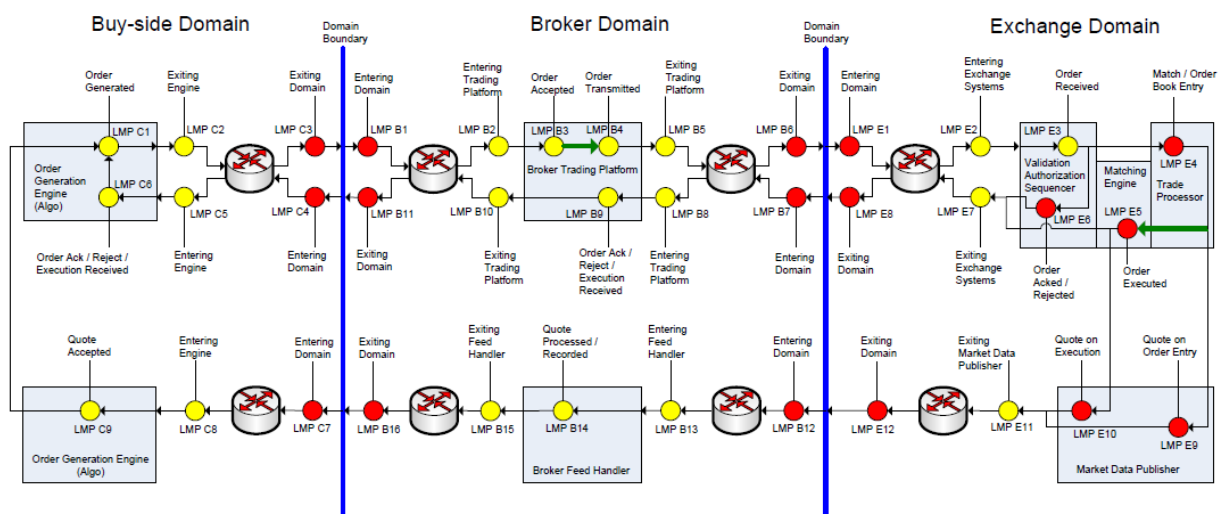 Buy-side Domain
Broker Domain
Exchange Domain
Domain
Boundary
Domain
Boundary
Order
Generated
Exiting
Engine
Exiting
Domain
Entering
Domain
Entering
Trading
Platform
Order
Accepted
Order
Transmitted
Exiting
Trading
Platform
Exiting
Domain
Entering
Domain
Entering
Exchange
Systems
Order
Received
Match / Order
Book Entry
LMP C1
LMP C2
LMP C3
LMP B1
LMP B2
LMP B3
LMP B4
LMP B5
LMP B6
LMP E1
LMP E2
LMP E3
LMP E4
Order
Generation
Engine
(Algo)
Broker Trading Platform
Validation
Authorization
Sequencer
Matching
Engine
Trade
Processor
LMP C6
LMP C5
LMP C4
LMP B11
LMP B10
LMP B9
LMP B8
LMP B7
LMP E8
LMP E7
LMP E6
LMP E5
Order Ack / Reject /
Execution Received
Entering
Engine
Entering
Domain
Exiting
Domain
Exiting
Trading
Platform
Order Ack /
Reject /
Execution
Received
Entering
Trading
Platform
Entering
Domain
Exiting
Domain
Exiting
Exchange
Systems
Order
Acked /
Rejected
Order
Executed
Quote
Accepted
Entering
Engine
Entering
Domain
Exiting
Domain
Exiting
Feed
Handler
Quote
Processed /
Recorded
Entering
Feed
Handler
Entering
Domain
Exiting
Domain
Exiting
Market Data
Publisher
Quote on
Execution
Quote on
Order Entry
LMP C9
LMP C8
LMP C7
LMP B16
LMP B15
LMP B14
LMP B13
LMP B12
LMP E12
LMP E11
LMP E10
LMP E9
Order Generation Engine
(Algo)
Broker Feed Handler
Market Data Publisher